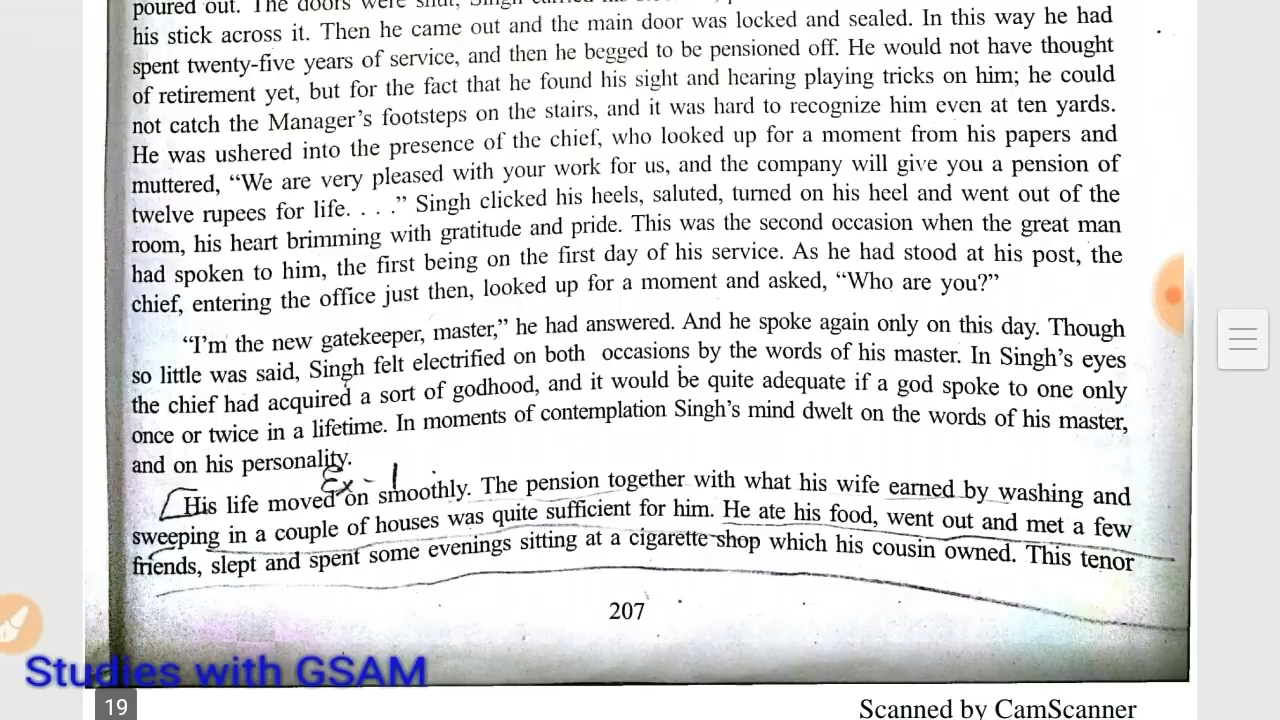 poured out. The doors were shut, Singh
his stick across it. Then he came out and the main door was locked and sealed. In this way he had
spent twenty-five years of service, and then he begged to be pensioned off. He would not have thought
of retirement yet, but for the fact that he found his sight and hearing playing tricks on him; he could
not catch the Manager's footsteps on the stairs, and it was hard to recognize him even at ten yards.
He was ushered into the presence of the chief, who looked up for a moment from his papers and
muttered, "We are very pleased with your work for us, and the company will give you a pension of
twelve rupees for life. . . ." Singh clicked his heels, saluted, turned on his heel and went out of the
room, his heart brimming with gratitude and pride. This was the second occasion when the great man
had spoken to him, the first being on the first day of his service. As he had stood at his post, the
chief, entering the office just then, looked up for a moment and asked, "Who are you?"
"I'm the new gatekeeper, master," he had answered. And he spoke again only on this day. Though
so little was said, Singh felt electrified on both occasions by the words of his master. In Singh's eyes
the chief had acquired a sort of godhood, and it would be quite adequate if a god spoke to one only
once or twice in a lifetime. In moments of contemplation Singh's mind dwelt on the words of his master,
and on his personality.
Ex-1
His life moved on smoothly. The pension together with what his wife earned by washing and
sweeping in a couple of houses was quite sufficient for him. He ate his food, went out and met a few
friends, slept and spent some evenings sitting at a cigarette shop which his cousin owned. This tenor
207
Studies with GSAM
19
Scanned by CamScanner